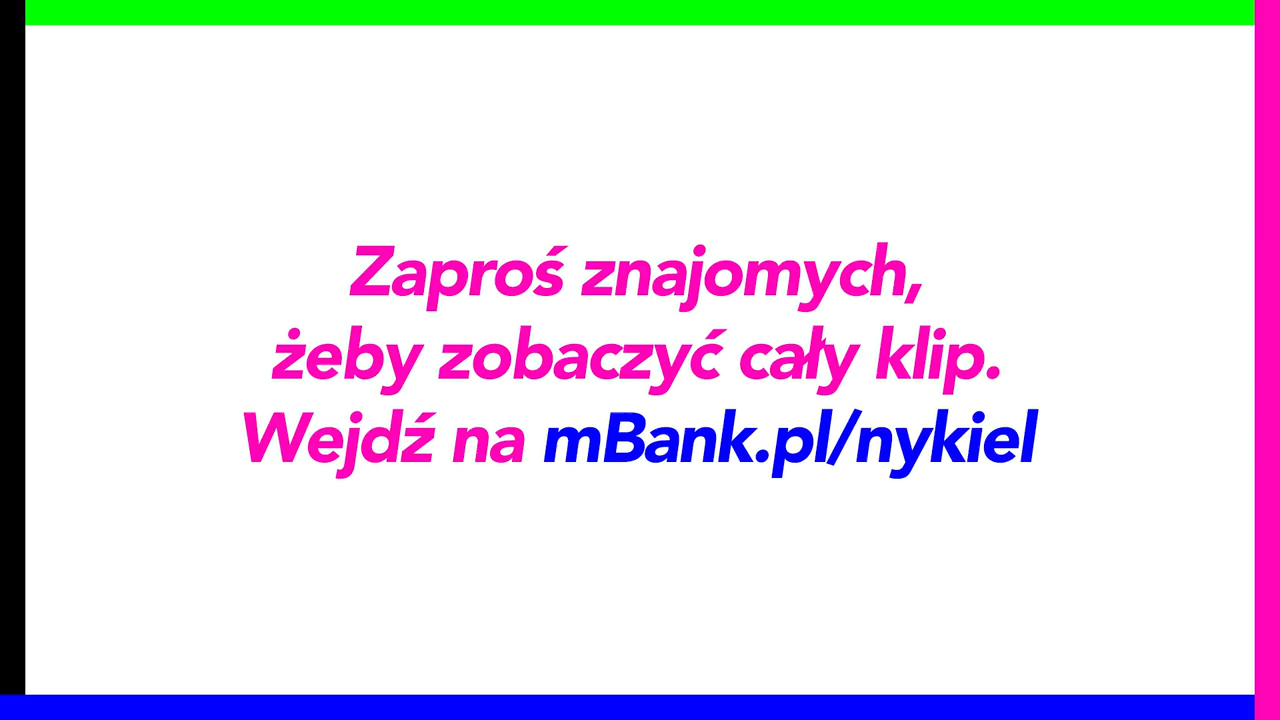 Zaproś znajomych,
żeby zobaczyć cały klip.
Wejdź na mBank.pl/nykiel